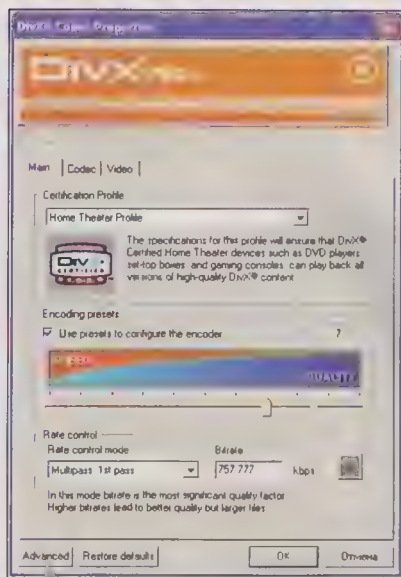 DivX
Main
Codec
Video
Certification Profile
Home Theater Profile
DivX
The specifications for this profile will ensure that DivX®
Certified Home Theater devices such as DVD players
set-top boxes and gaming consoles can play back all
versions of high-quality DivX® content
Encoding presets
Use presets to configure the encoder
7
Rate control
Rate control mode
Bitrate
Multipass 1st pass
757.777
kbps
In this mode bitrate is the most significant quality factor
Higher bitrates lead to better quality but larger files
Advanced
Restore defaults
OK
Отмена